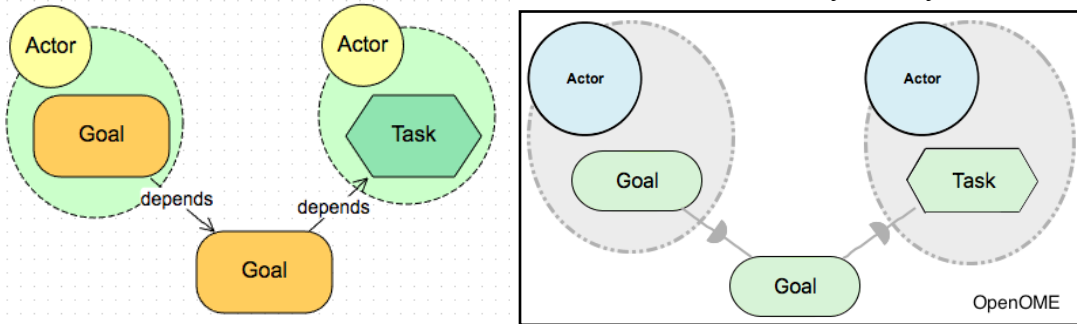 Actor
Actor
Goal
Task
depends
depends
Goal
Actor
Actor
Goal
Task
Goal
OpenOME